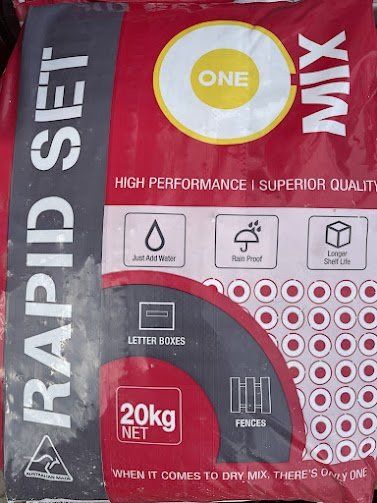 RAPID SET
ONE
MIX
HIGH PERFORMANCE | SUPERIOR QUALITY
Just Add Water
Rain Proof
Longer
Shelf Life
LETTER BOXES
FENCES
20kg
NET
AUSTRALIAN MADE
WHEN IT COMES TO DRY MIX, THERE'S ONLY ONE